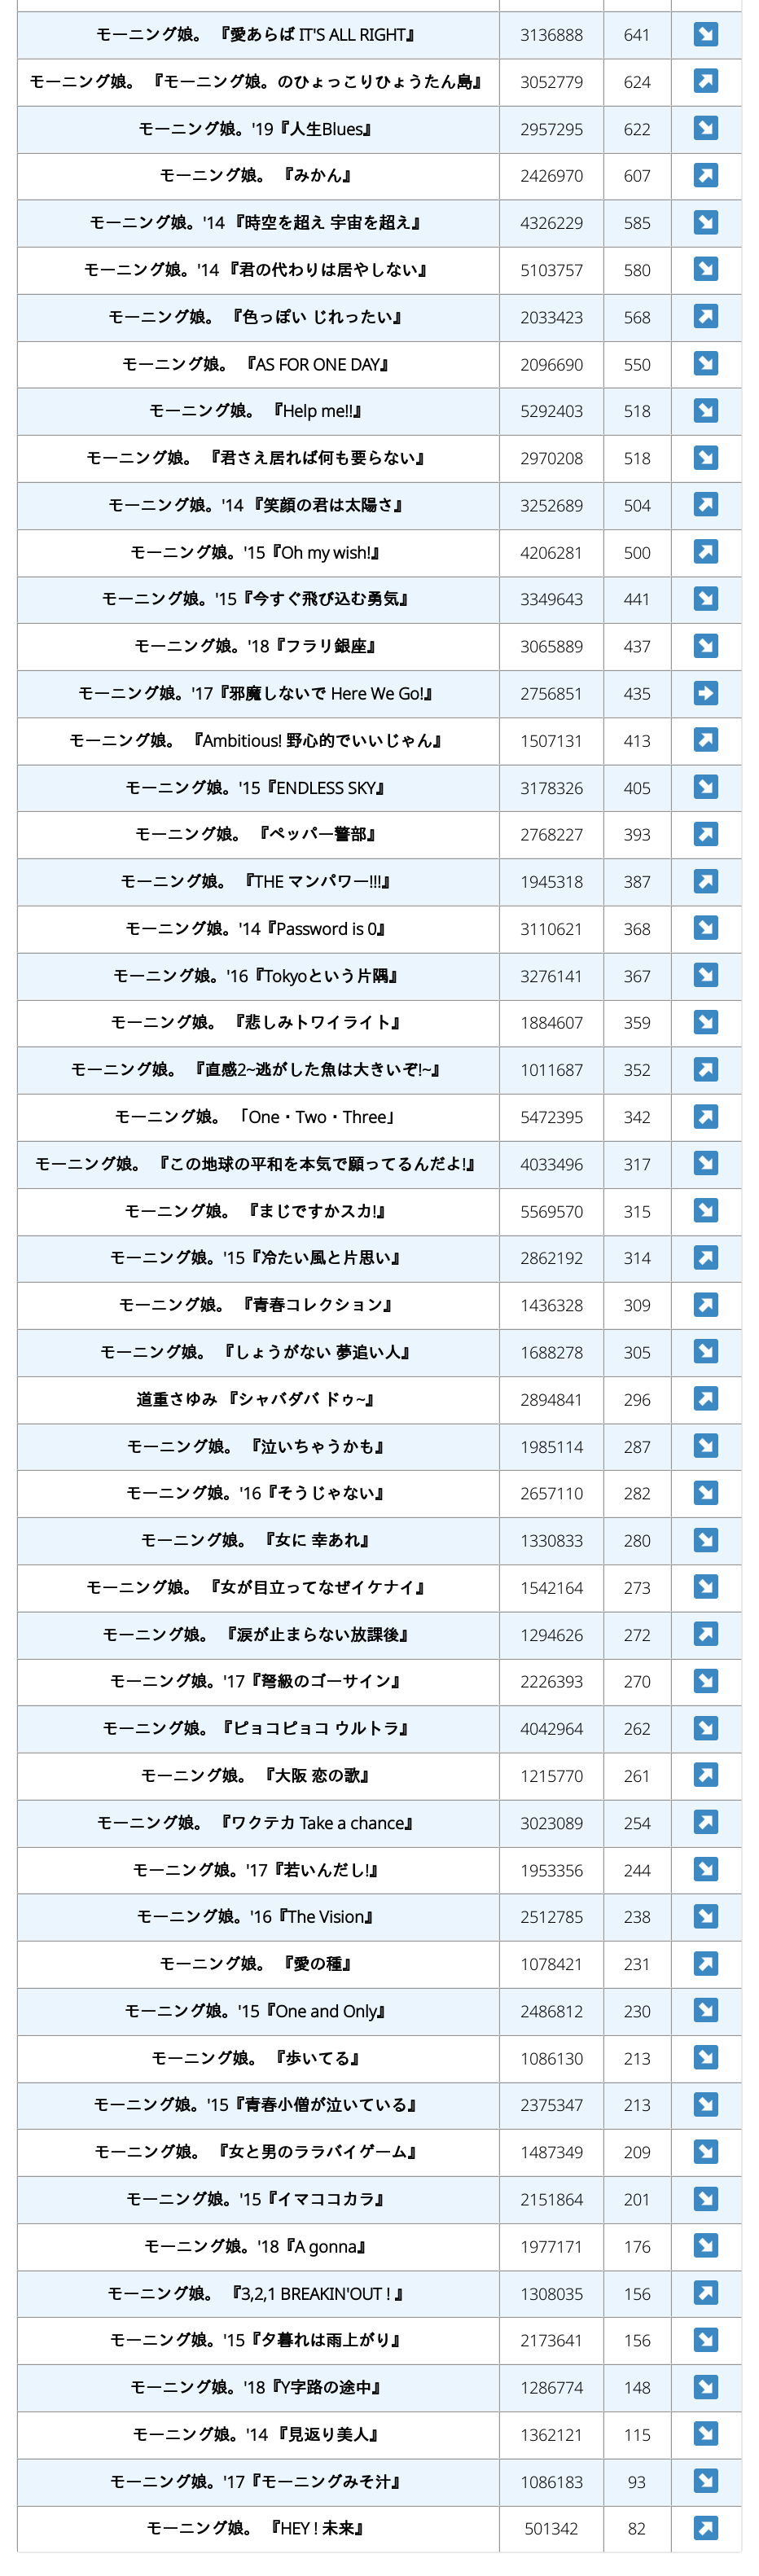 モーニング娘。 『愛あらば IT'S ALL RIGHT』 3136888 641 ↘
モーニング娘。 『モーニング娘。のひょっこりひょうたん島』 3052779 624 ↗
モーニング娘。'19『人生Blues』 2957295 622 ↘
モーニング娘。 『みかん』 2426970 607 ↗
モーニング娘。'14 『時空を超え 宇宙を超え』 4326229 585 ↘
モーニング娘。'14 『君の代わりは居やしない』 5103757 580 ↘
モーニング娘。 『色っぽい じれったい』 2033423 568 ↗
モーニング娘。 『AS FOR ONE DAY』 2096690 550 ↘
モーニング娘。 『Help me!!』 5292403 518 ↘
モーニング娘。 『君さえ居れば何も要らない』 2970208 518 ↘
モーニング娘。'14 『笑顔の君は太陽さ』 3252689 504 ↗
モーニング娘。'15『Oh my wish!』 4206281 500 ↗
モーニング娘。'15『今すぐ飛び込む勇気』 3349643 441 ↘
モーニング娘。'18『フラリ銀座』 3065889 437 ↘
モーニング娘。'17『邪魔しないで Here We Go!』 2756851 435 ➡
モーニング娘。 『Ambitious! 野心的でいいじゃん』 1507131 413 ↗
モーニング娘。'15『ENDLESS SKY』 3178326 405 ↘
モーニング娘。 『ペッパー警部』 2768227 393 ↗
モーニング娘。 『THE マンパワー!!!』 1945318 387 ↗
モーニング娘。'14『Password is 0』 3110621 368 ↘
モーニング娘。'16『Tokyoという片隅』 3276141 367 ↘
モーニング娘。 『悲しみトワイライト』 1884607 359 ↘
モーニング娘。 『直感2~逃がした魚は大きいぞ!~』 1011687 352 ↗
モーニング娘。 「One・Two・Three」 5472395 342 ↗
モーニング娘。 『この地球の平和を本気で願ってるんだよ!』 4033496 317 ↘
モーニング娘。 『まじですかスカ!』 5569570 315 ↘
モーニング娘。'15『冷たい風と片思い』 2862192 314 ↗
モーニング娘。 『青春コレクション』 1436328 309 ↗
モーニング娘。 『しょうがない 夢追い人』 1688278 305 ↘
道重さゆみ 『シャバダバ ドゥ~』 2894841 296 ↗
モーニング娘。 『泣いちゃうかも』 1985114 287 ↘
モーニング娘。'16『そうじゃない』 2657110 282 ↘
モーニング娘。 『女に 幸あれ』 1330833 280 ↘
モーニング娘。 『女が目立ってなぜイケナイ』 1542164 273 ↘
モーニング娘。 『涙が止まらない放課後』 1294626 272 ↗
モーニング娘。'17『弩級のゴーサイン』 2226393 270 ↘
モーニング娘。『ピョコピョコ ウルトラ』 4042964 262 ↘
モーニング娘。 『大阪 恋の歌』 1215770 261 ↗
モーニング娘。 『ワクテカ Take a chance』 3023089 254 ↗
モーニング娘。'17『若いんだし!』 1953356 244 ↘
モーニング娘。'16『The Vision』 2512785 238 ↘
モーニング娘。 『愛の種』 1078421 231 ↗
モーニング娘。'15『One and Only』 2486812 230 ↘
モーニング娘。 『歩いてる』 1086130 213 ↘
モーニング娘。'15『青春小僧が泣いている』 2375347 213 ↘
モーニング娘。 『女と男のララバイゲーム』 1487349 209 ↘
モーニング娘。'15『イマココカラ』 2151864 201 ↘
モーニング娘。'18『A gonna』 1977171 176 ↘
モーニング娘。 『3,2,1 BREAKIN'OUT ! 』 1308035 156 ↗
モーニング娘。'15『夕暮れは雨上がり』 2173641 156 ↘
モーニング娘。'18『Y字路の途中』 1286774 148 ↘
モーニング娘。'14 『見返り美人』 1362121 115 ↘
モーニング娘。'17『モーニングみそ汁』 1086183 93 ↘
モーニング娘。 『HEY ! 未来』 501342 82 ↗